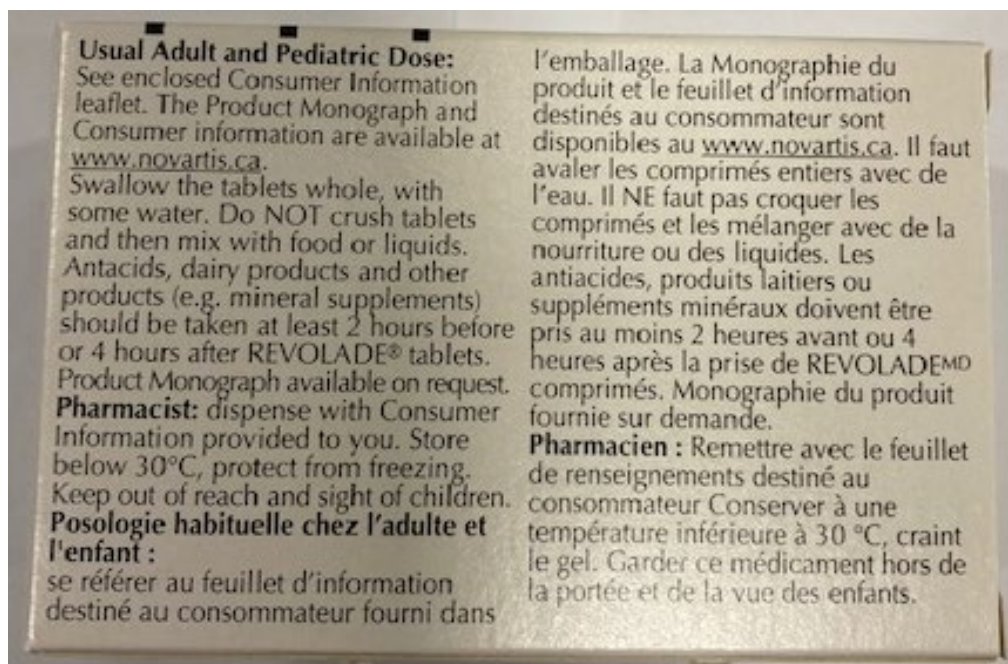 Usual Adult and Pediatric Dose:
See enclosed Consumer Information
leaflet. The Product Monograph and
Consumer information are available at
www.novartis.ca.
Swallow the tablets whole, with
some water. Do NOT crush tablets
and then mix with food or liquids.
Antacids, dairy products and other
products (e.g. mineral supplements)
should be taken at least 2 hours before
or 4 hours after REVOLADE® tablets.
Product Monograph available on request.
Pharmacist: dispense with Consumer
Information provided to you. Store
below 30°C, protect from freezing.
Keep out of reach and sight of children.
Posologie habituelle chez l'adulte et
l'enfant :
se référer au feuillet d'information
destiné au consommateur fourni dans
l'emballage. La Monographie du
produit et le feuillet d'information
destinés au consommateur sont
disponibles au www.novartis.ca. Il faut
avaler les comprimés entiers avec de
l'eau. Il NE faut pas croquer les
comprimés et les mélanger avec de la
nourriture ou des liquides. Les
antiacides, produits laitiers ou
suppléments minéraux doivent être
pris au moins 2 heures avant ou 4
heures après la prise de REVOLADEMD
comprimés. Monographie du produit
fournie sur demande.
Pharmacien : Remettre avec le feuillet
de renseignements destiné au
consommateur Conserver à une
température inférieure à 30 °C, craint
le gel. Garder ce médicament hors de
la portée et de la vue des enfants.